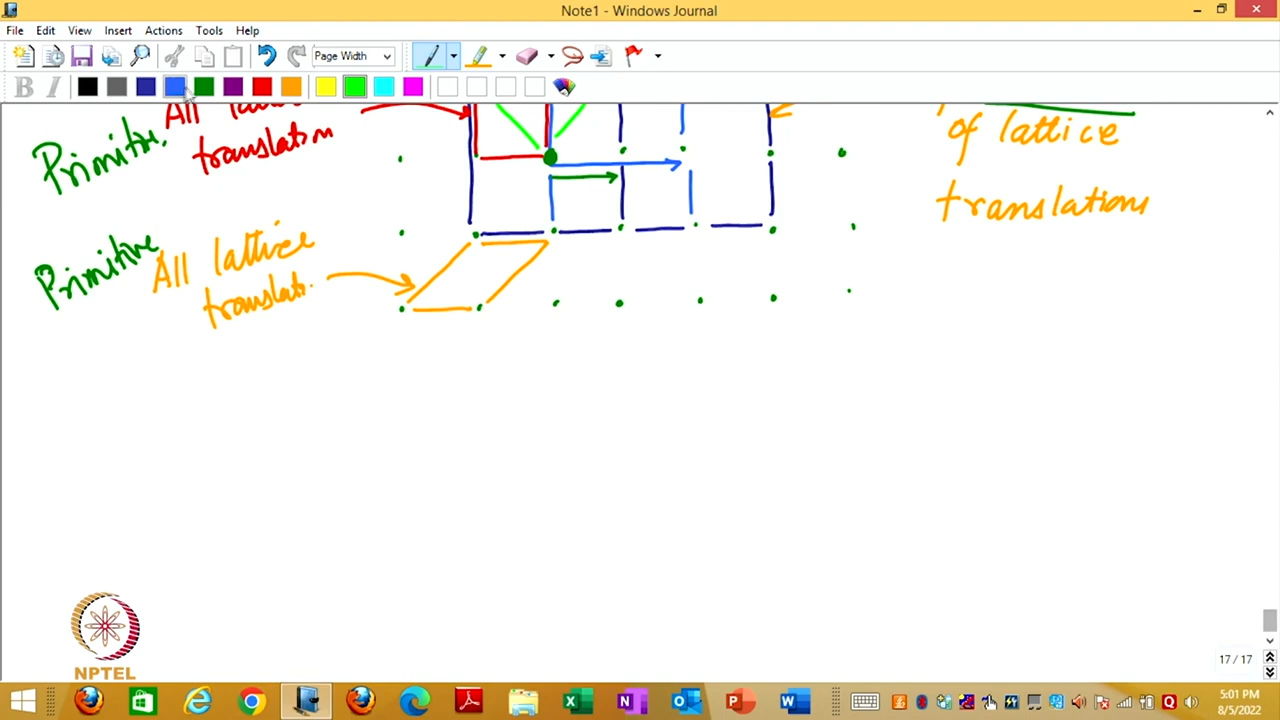 Note1 - Windows Journal
File Edit View Insert Actions Tools Help
Page Width
B I
All
Primitive.
translation
of lattice
translations
Primitive
All lattice
translats.
NPTEL
17 / 17
5:01 PM
8/5/2022